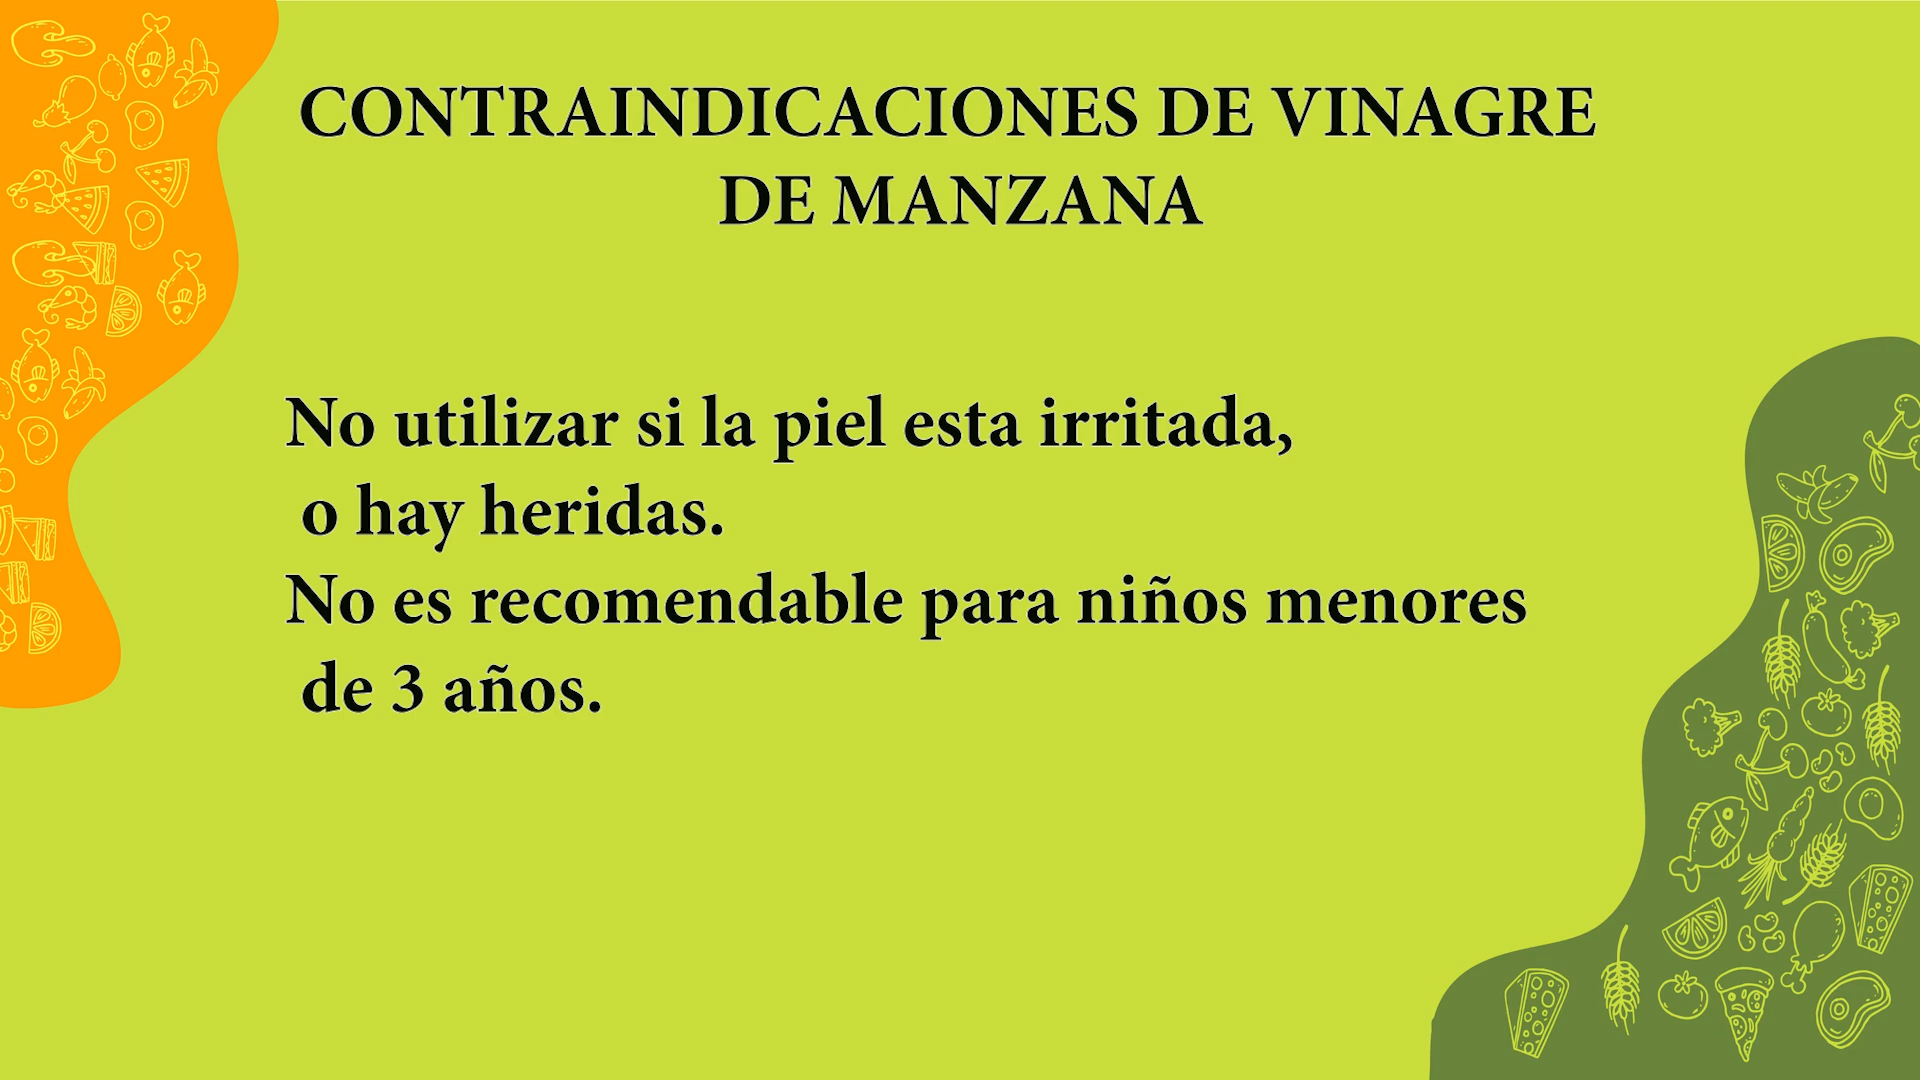 CONTRAINDICACIONES DE VINAGRE
DE MANZANA
No utilizar si la piel esta irritada,
o hay heridas.
No es recomendable para niños menores
de 3 años.